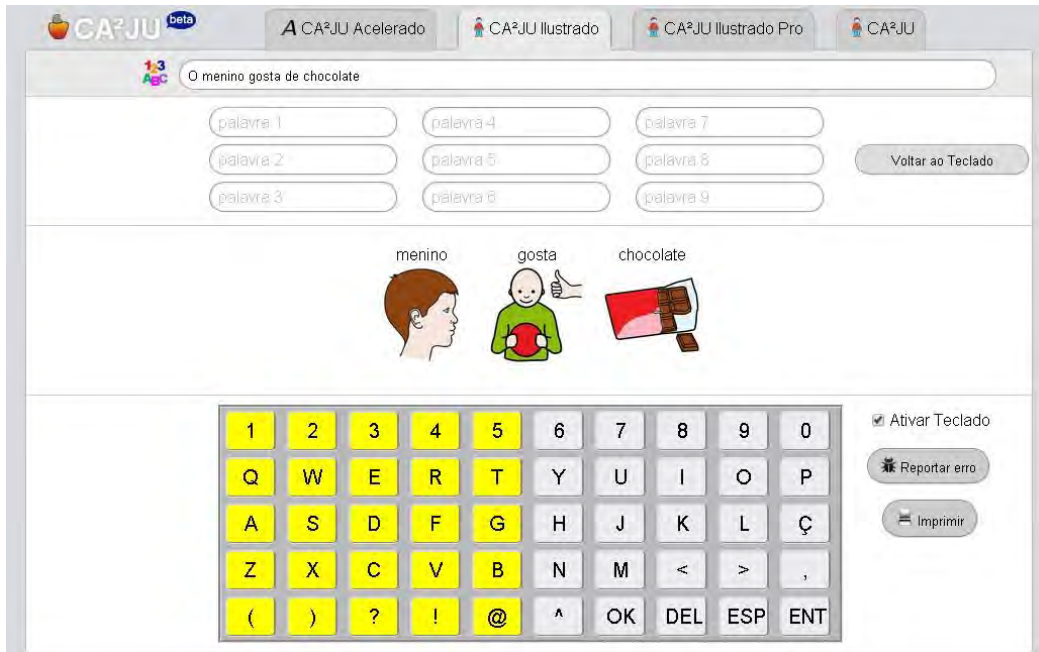 CA²JU beta
A CA²JU Acelerado
CA²JU Ilustrado
CA²JU Ilustrado Pro
CA²JU
123 ABC
O menino gosta de chocolate
palavra 1 palavra 4 palavra 7
palavra 2 palavra 5 palavra 8
palavra 3 palavra 6 palavra 9
Voltar ao Teclado
menino gosta chocolate
1 2 3 4 5 6 7 8 9 0
Q W E R T Y U I O P
A S D F G H J K L Ç
Z X C V B N M < > ,
( ) ? ! @ ^ OK DEL ESP ENT
Ativar Teclado
Reportar erro
Imprimir